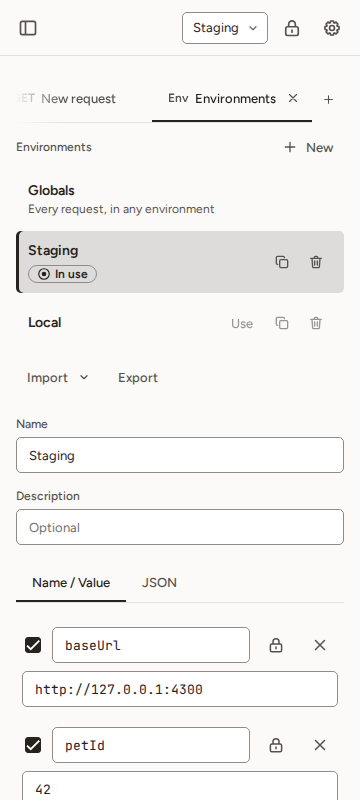 Staging
New request
Env Environments
Environments
New
Globals
Every request, in any environment
Staging
In use
Local
Use
Import
Export
Name
Staging
Description
Optional
Name / Value
JSON
baseUrl
http://127.0.0.1:4300
petId
42